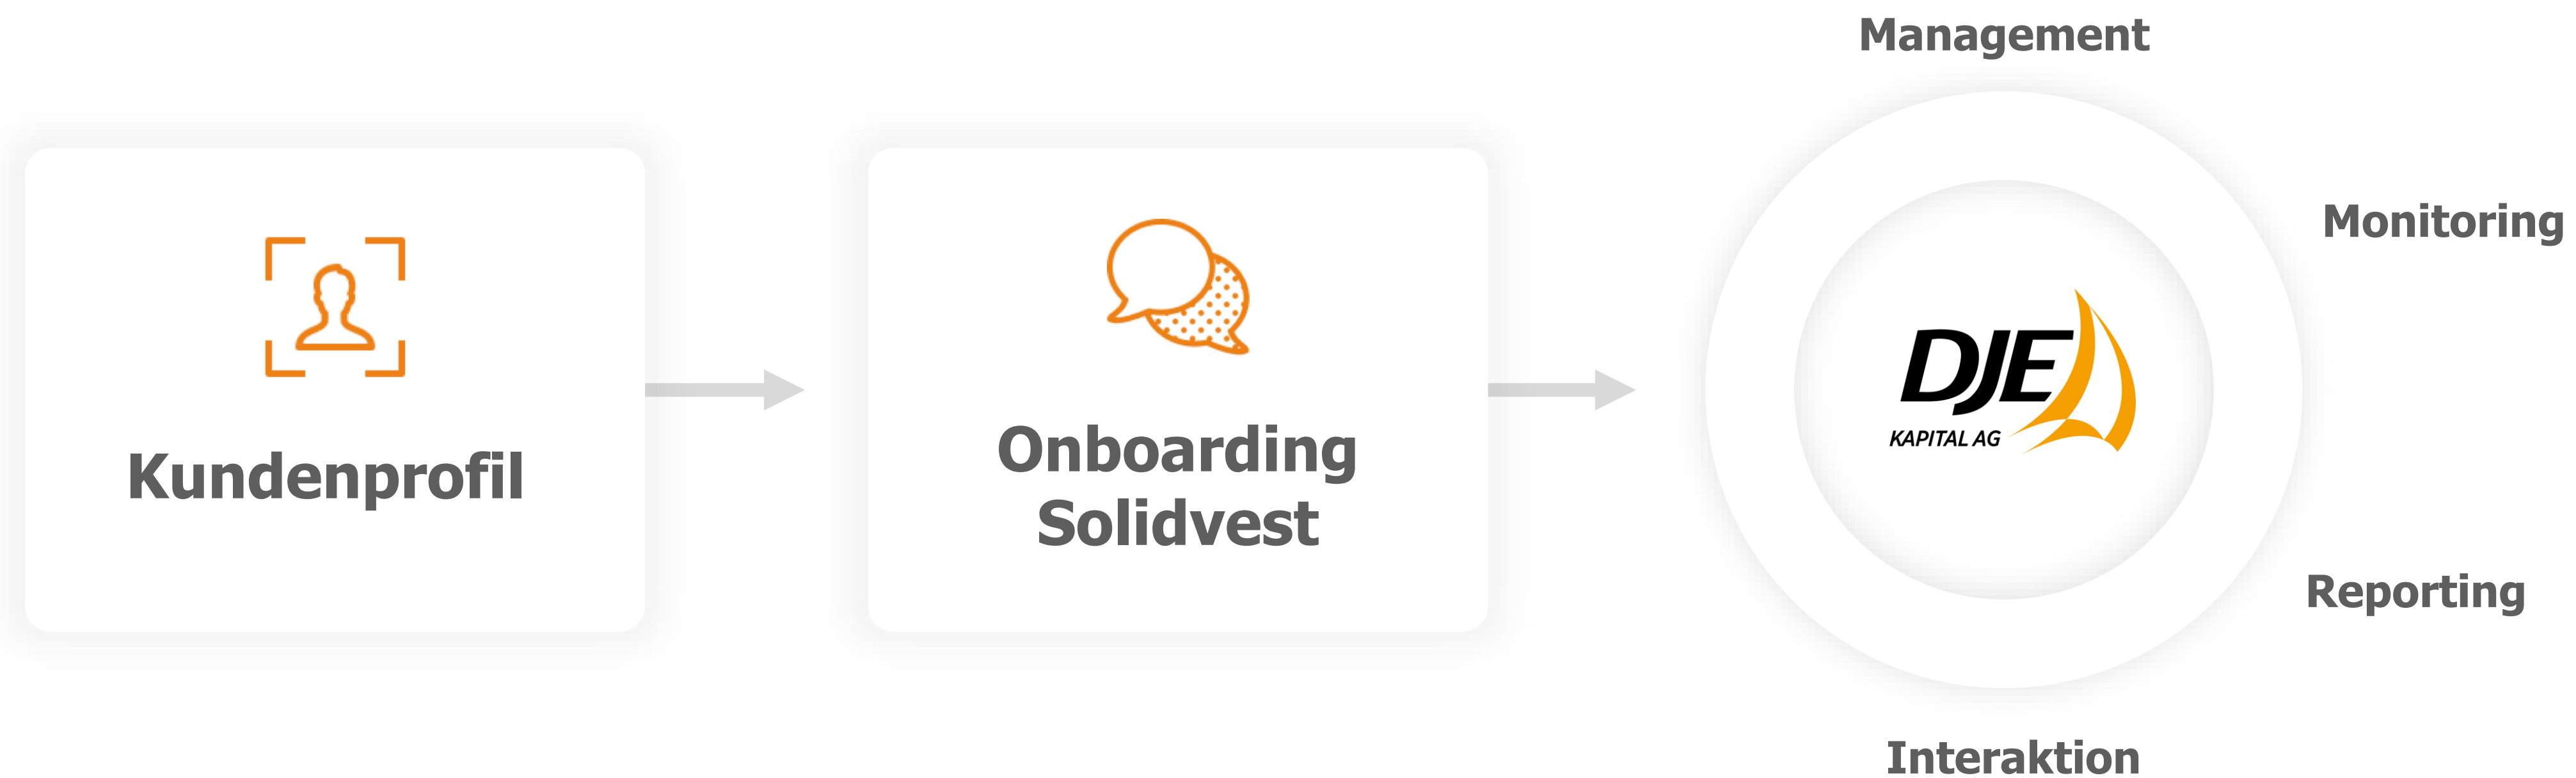 Kundenprofil
Onboarding
Solidvest
Management
Monitoring
DJE
KAPITAL AG
Reporting
Interaktion